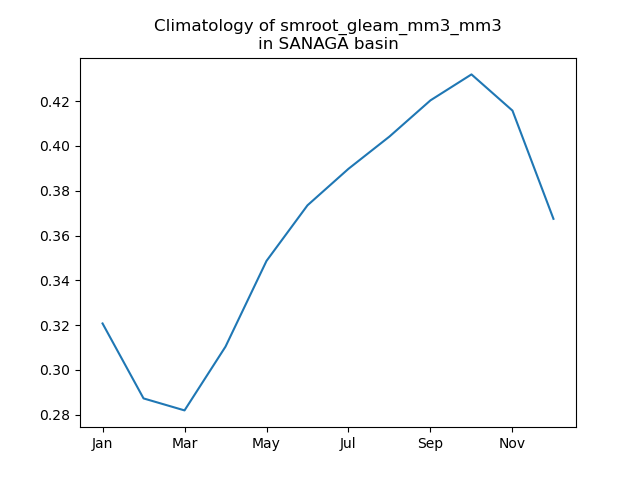 Climatology of smroot_gleam_mm3_mm3
in SANAGA basin
0.42
0.40
0.38
0.36
0.34
0.32
0.30
0.28
Jan Mar May Jul Sep Nov